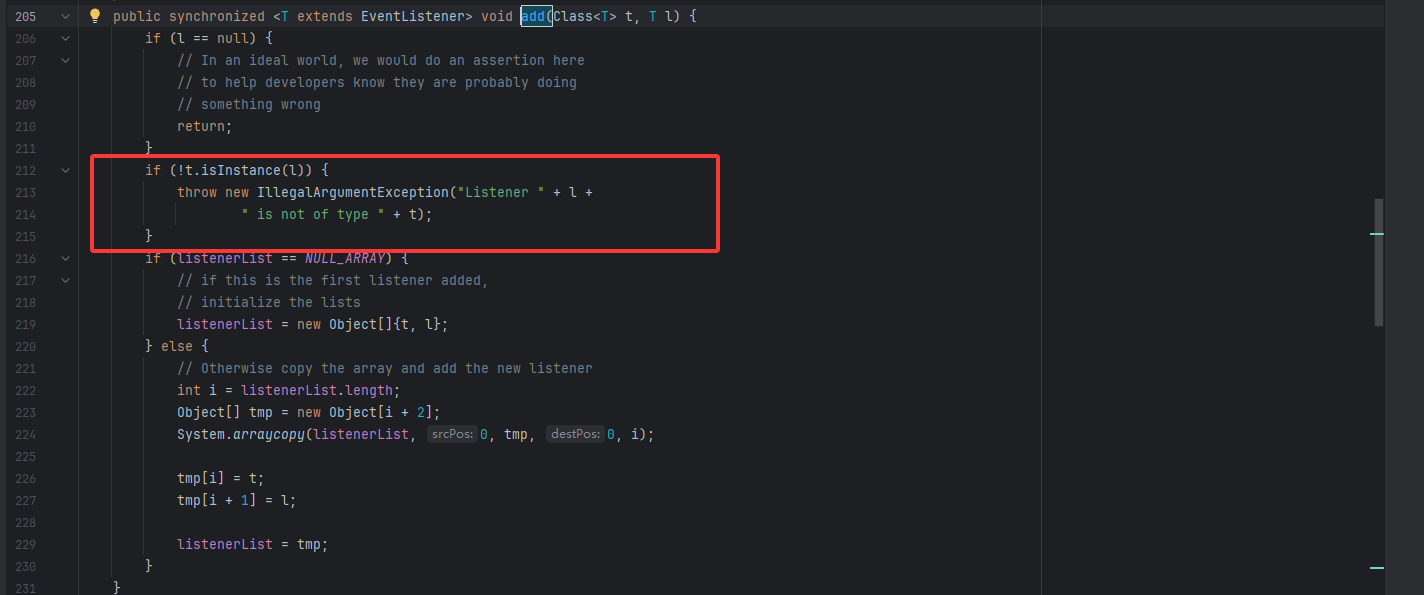 205 public synchronized <T extends EventListener> void add(Class<T> t, T l) {
206 if (l == null) {
207 // In an ideal world, we would do an assertion here
208 // to help developers know they are probably doing
209 // something wrong
210 return;
211 }
212 if (!t.isInstance(l)) {
213 throw new IllegalArgumentException("Listener " + l +
214 " is not of type " + t);
215 }
216 if (listenerList == NULL_ARRAY) {
217 // if this is the first listener added,
218 // initialize the lists
219 listenerList = new Object[]{t, l};
220 } else {
221 // Otherwise copy the array and add the new listener
222 int i = listenerList.length;
223 Object[] tmp = new Object[i + 2];
224 System.arraycopy(listenerList, srcPos: 0, tmp, destPos: 0, i);
225
226 tmp[i] = t;
227 tmp[i + 1] = l;
228
229 listenerList = tmp;
230 }
231 }